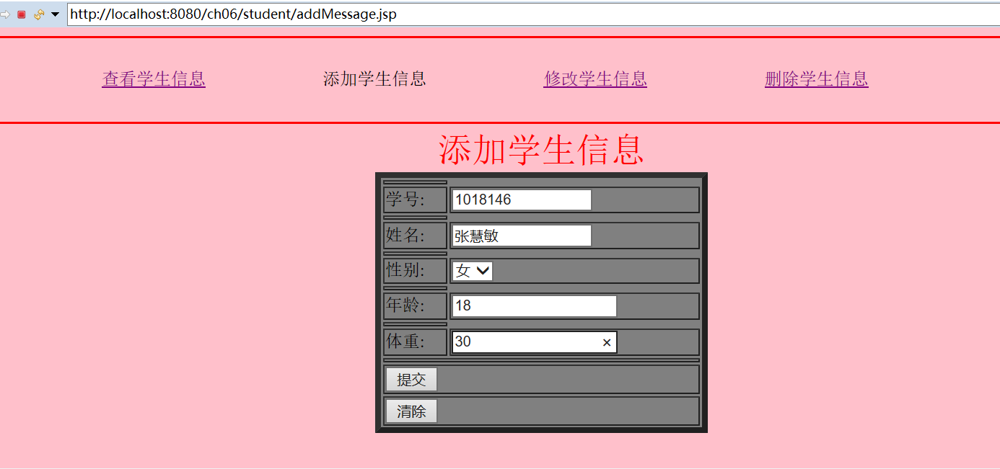 http://localhost:8080/ch06/student/addMessage.jsp
查看学生信息 添加学生信息 修改学生信息 删除学生信息
添加学生信息
学号: 1018146
姓名: 张慧敏
性别: 女
年龄: 18
体重: 30 ×
提交
清除